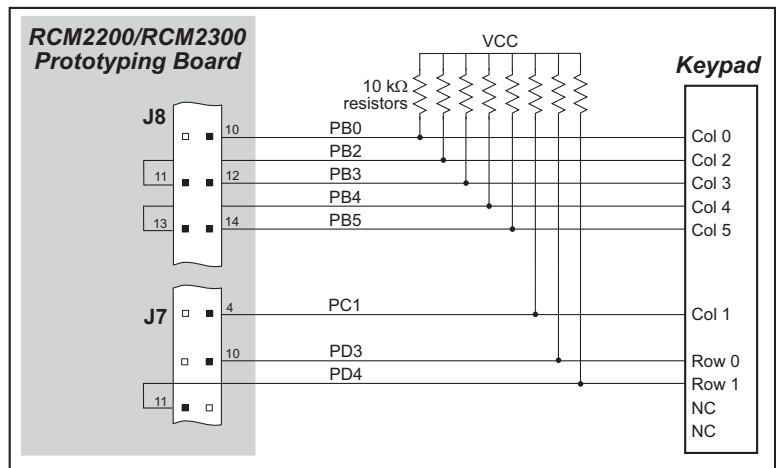 RCM2200/RCM2300
Prototyping Board
VCC
Keypad
10 kΩ
resistors
J8
10
PB0
Col 0
PB2
Col 2
11
12
PB3
Col 3
PB4
Col 4
13
14
PB5
Col 5
J7
4
PC1
Col 1
10
PD3
Row 0
PD4
Row 1
11
NC
NC